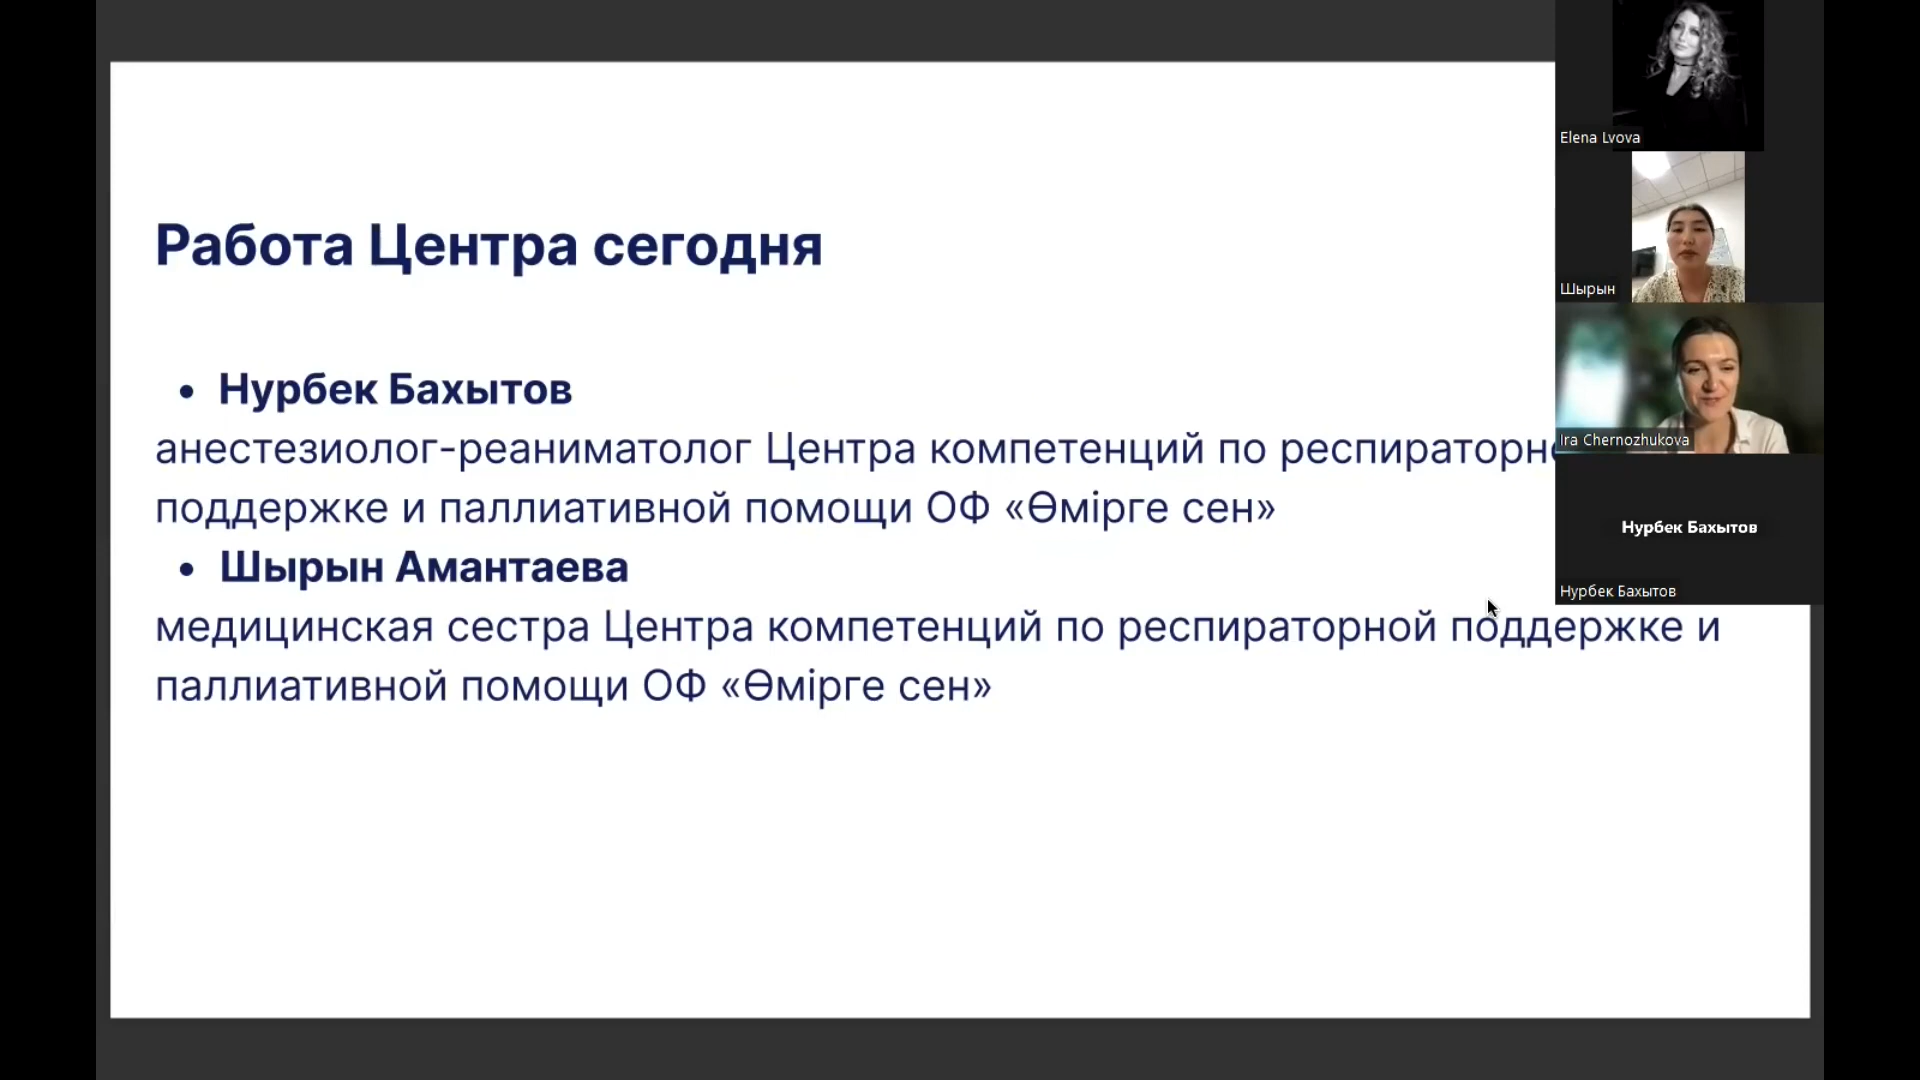 Работа Центра сегодня
• Нурбек Бахытов
анестезиолог-реаниматолог Центра компетенций по
поддержке и паллиативной помощи ОФ «Өмірге сен»
• Шырын Амантаева
медицинская сестра Центра компетенций по респираторной поддержке и
паллиативной помощи ОФ «Өмірге сен»
Elena Lvova
Шырын
Ira Chernozhukova
Нурбек Бахытов
Нурбек Бахытов